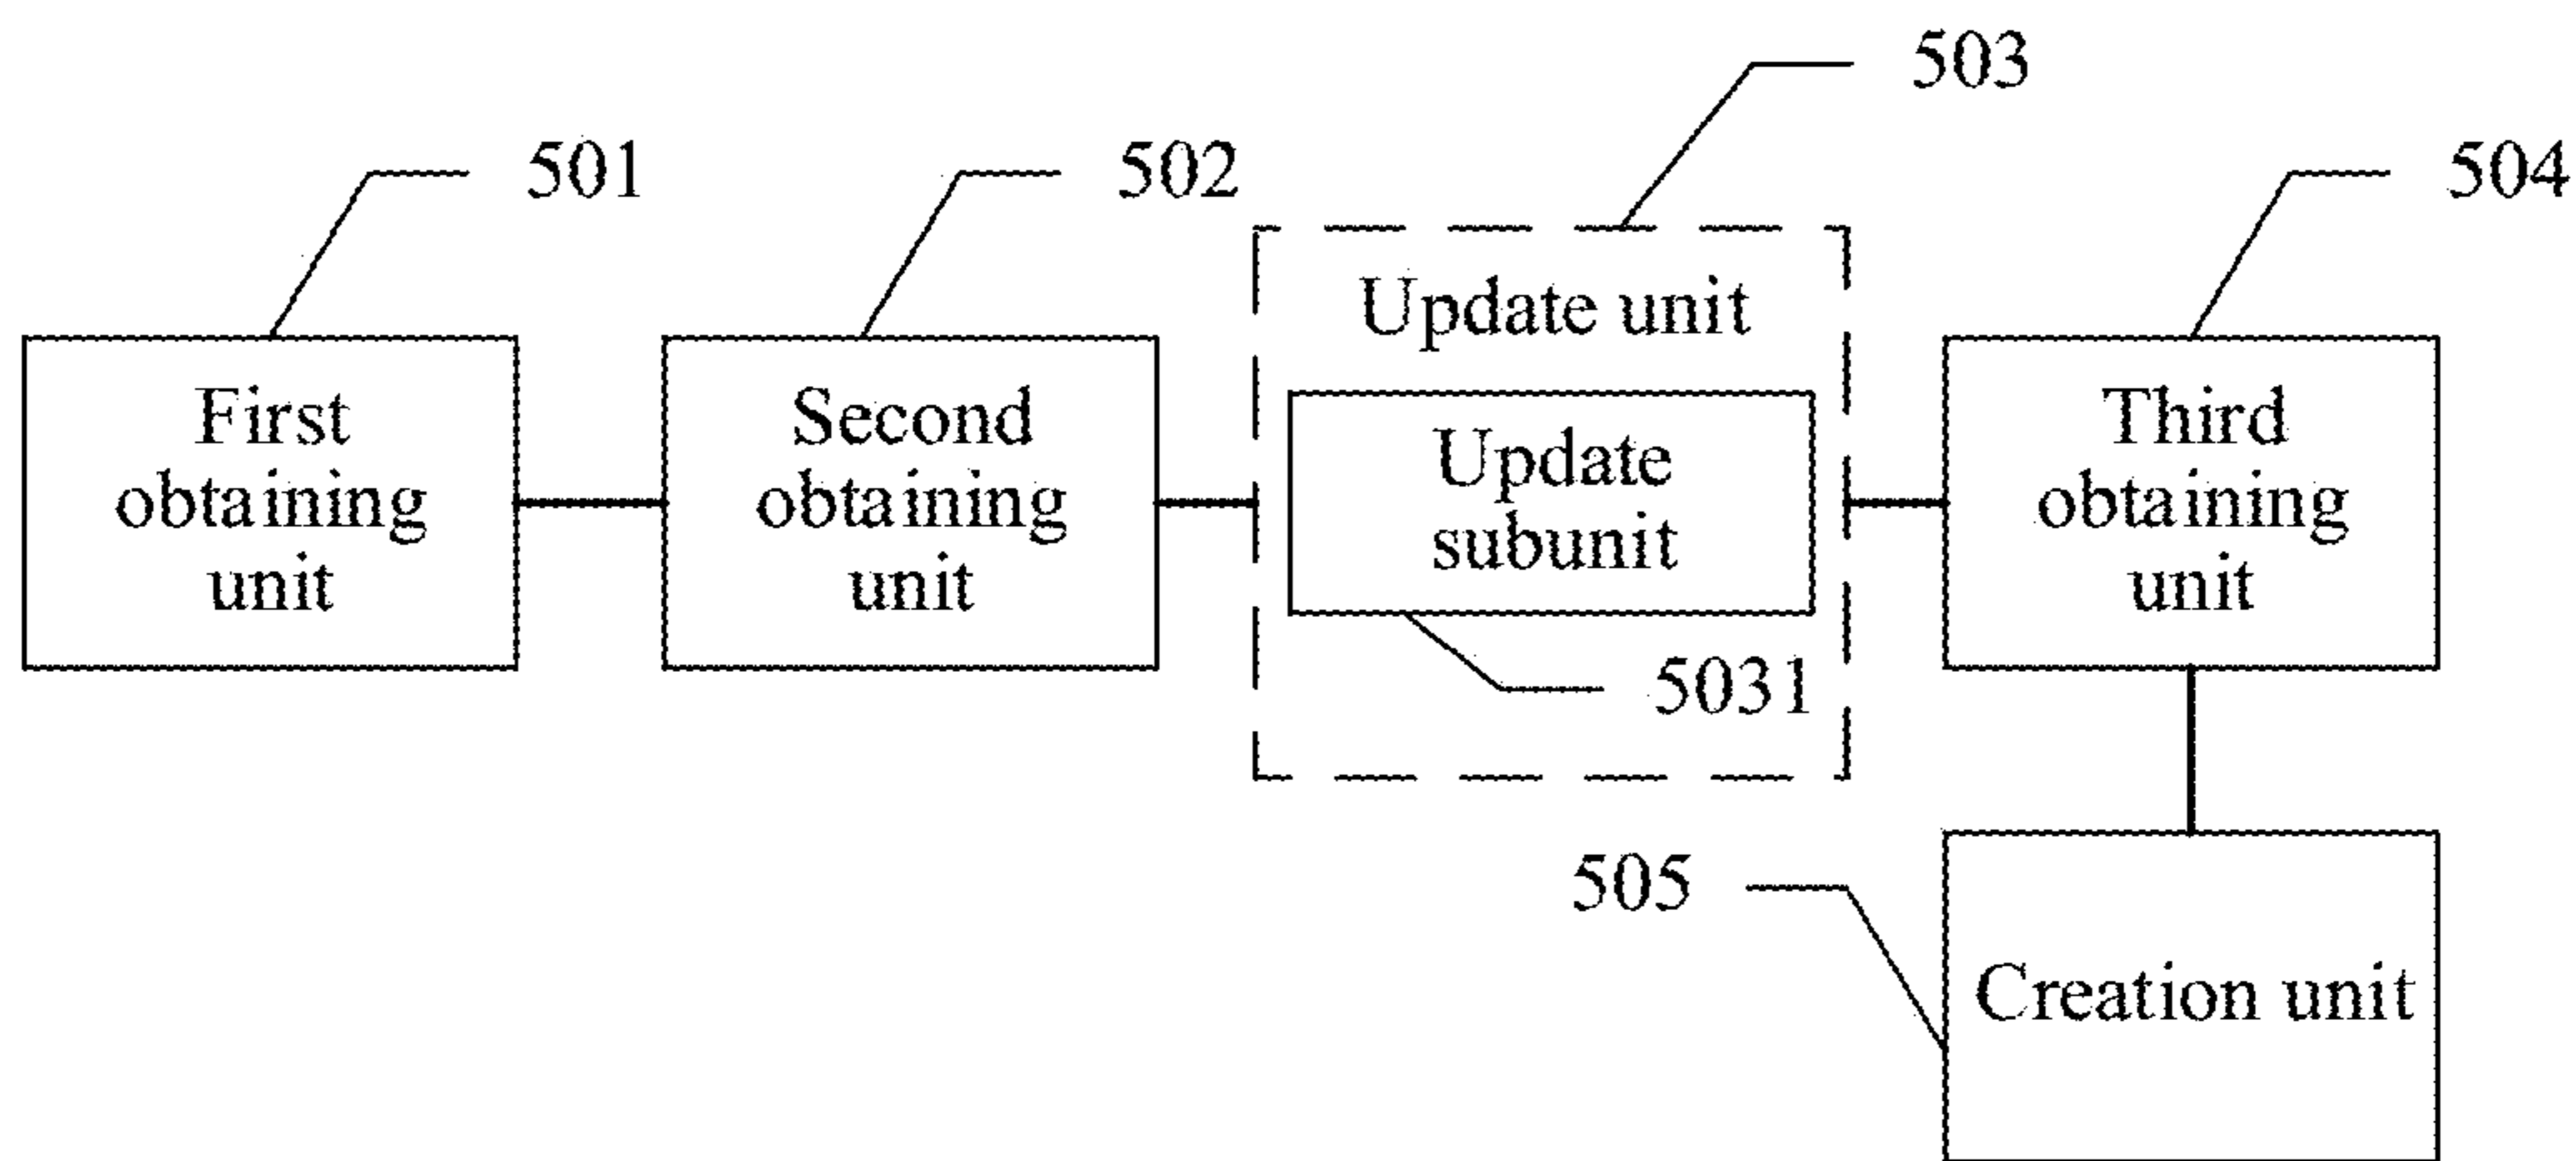 503
501
502
504
Update unit
First
obtaining
unit
Second
obtaining
unit
Update
subunit
Third
obtaining
unit
5031
505
Creation unit